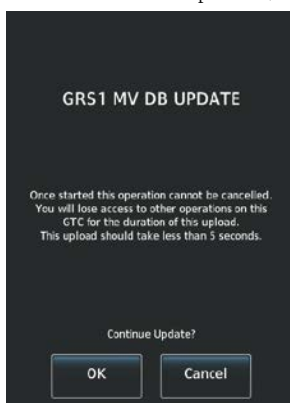 GRS1 MV DB UPDATE
Once started this operation cannot be cancelled.
You will lose access to other operations on this
GTC for the duration of this upload.
This upload should take less than 5 seconds.
Continue Update?
OK
Cancel